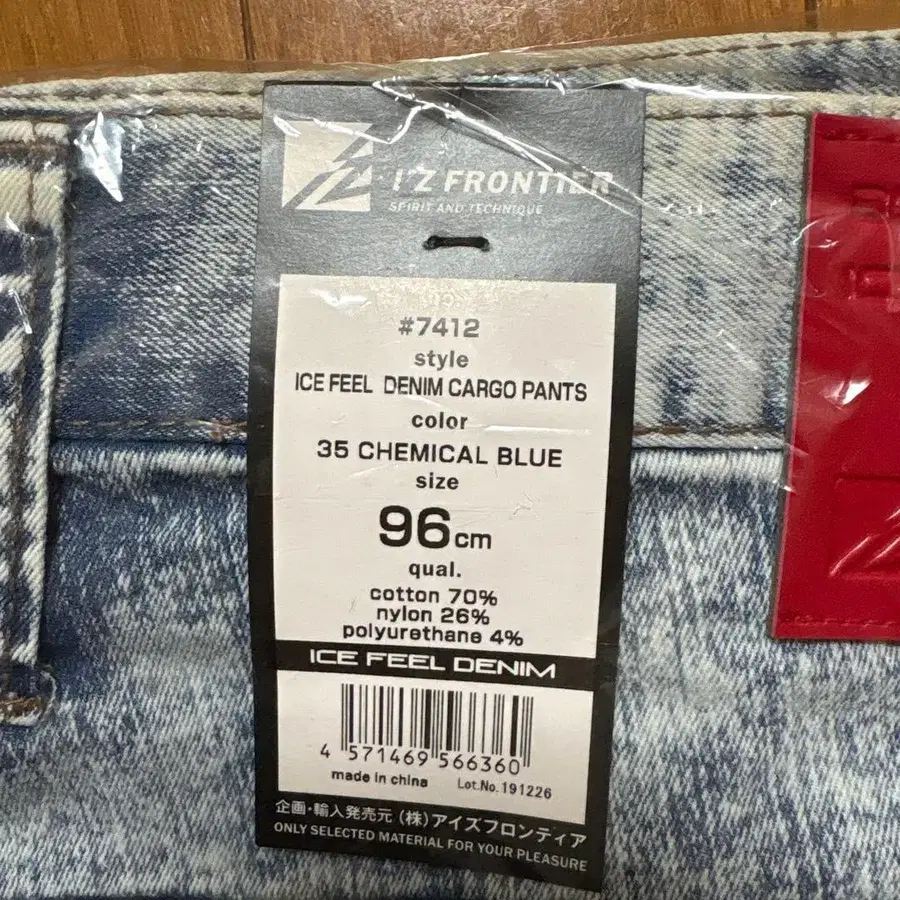 I'Z FRONTIER
SPIRIT AND TECHNIQUE
#7412
style
ICE FEEL DENIM CARGO PANTS
color
35 CHEMICAL BLUE
size
96cm
qual.
cotton 70%
nylon 26%
polyurethane 4%
ICE FEEL DENIM
4 571469 566360
made in china Lot.No.191226
企画・輸入発売元 (株)アイズフロンティア
ONLY SELECTED MATERIAL FOR YOUR PLEASURE